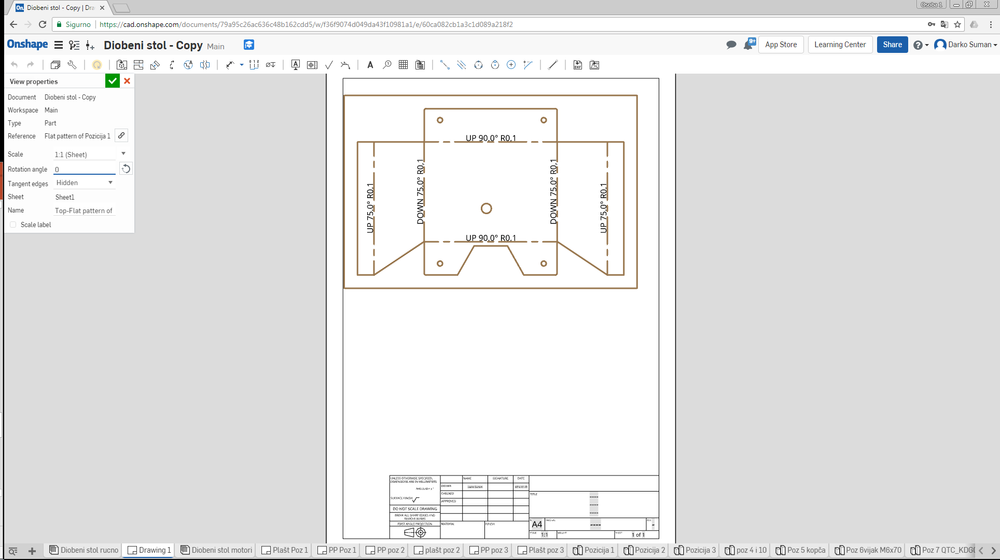 Diobeni stol - Copy | Dra
Osoba 1
Sigurno
https://cad.onshape.com/documents/79a95c26ac636c48b162cdd5/w/f36f9074d049da43f10981a1/e/60ca082cb1a3c1d089a218f2
Onshape
Diobeni stol - Copy Main
9+
App Store
Learning Center
Share
Darko Suman
View properties
Document Diobeni stol - Copy
Workspace Main
Type Part
Reference Flat pattern of Pozicija 1
Scale 1:1 (Sheet)
Rotation angle 0
Tangent edges Hidden
Sheet Sheet1
Name Top-Flat pattern of
Scale label
UP 90,0° R0,1
UP 75,0° R0,1
DOWN 75,0° R0,1
DOWN 75,0° R0,1
UP 75,0° R0,1
UP 90,0° R0,1
UNLESS OTHERWISE SPECIFIED,
DIMENSIONS ARE IN MILLIMETERS
SURFACE FINISH
DO NOT SCALE DRAWING
BREAK ALL SHARP EDGES AND
REMOVE BURRS
FIRST ANGLE PROJECTION
NAME SIGNATURE DATE
DRAWN Darko Suman
CHECKED
APPROVED
MATERIAL
FINISH
TITLE
----
----
----
A4
----
-
SCALE 1:1
WEIGHT
SHEET 1 of 1
Diobeni stol rucno
Drawing 1
Diobeni stol motori
Plašt Poz 1
PP Poz 1
PP poz 2
plašt poz 2
PP poz 3
Plašt poz 3
Pozicija 1
Pozicija 2
Pozicija 3
poz 4 i 10
Poz 5 kopča
Poz 6vijak M6x70
Poz 7 QTC_KDG